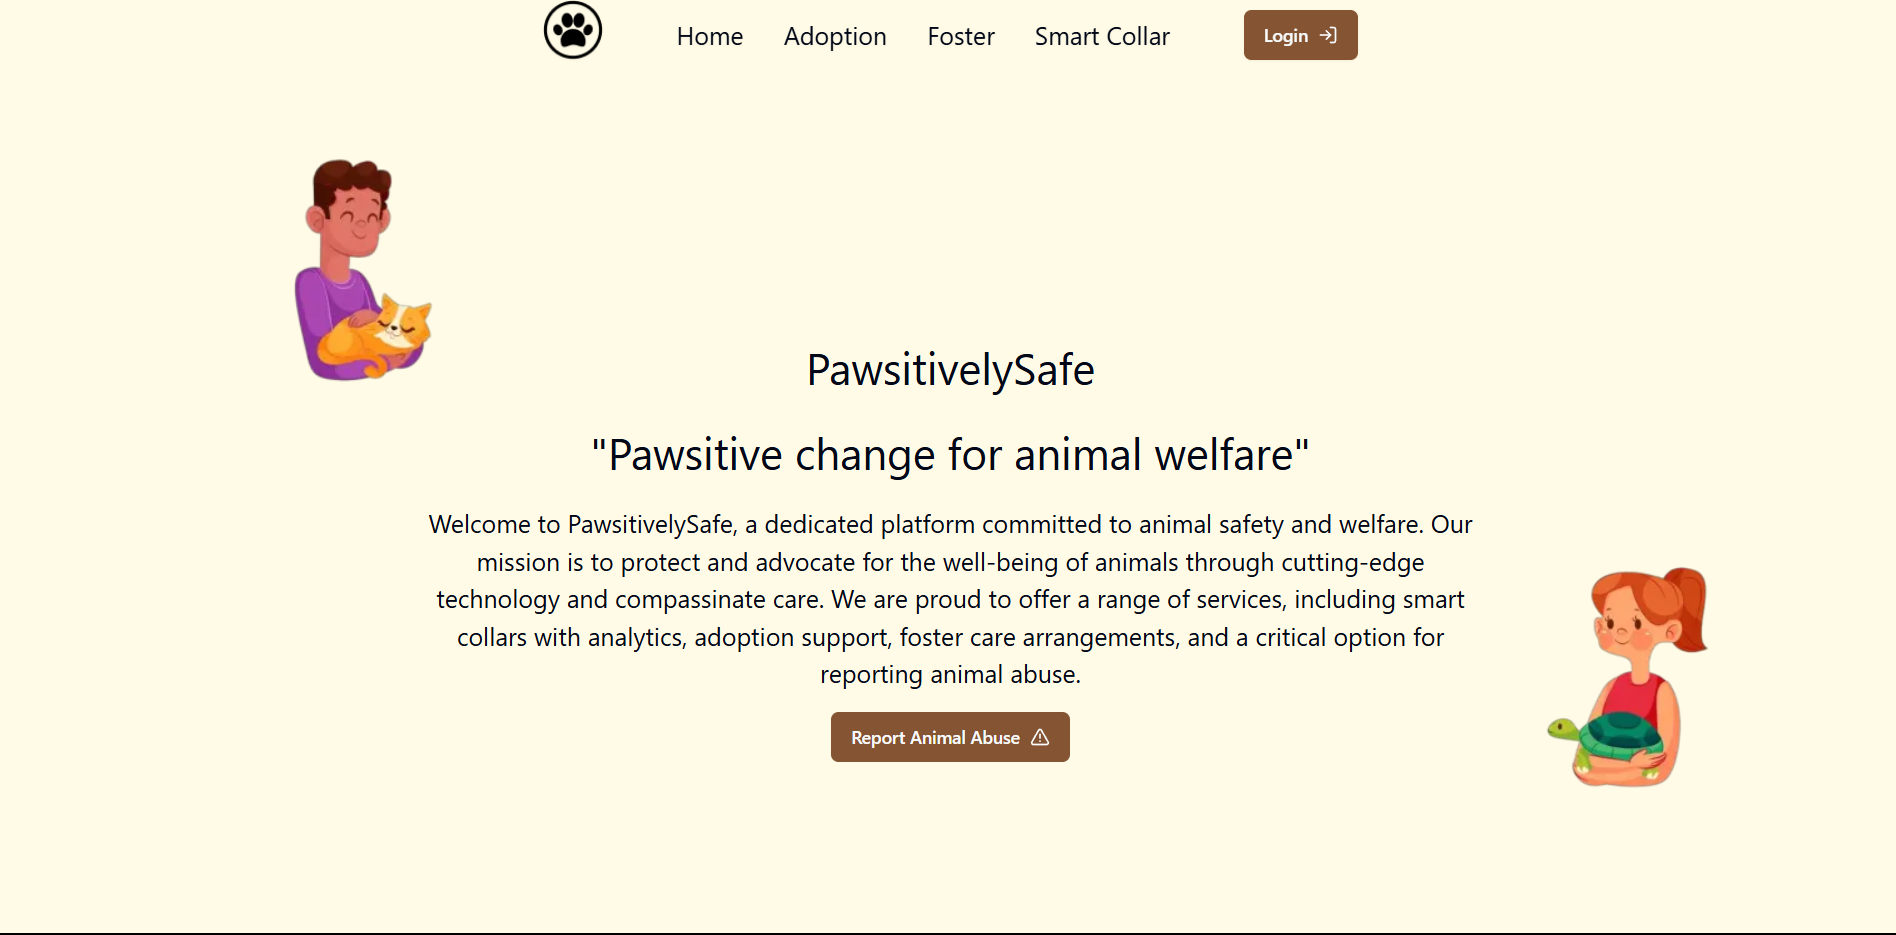 Home Adoption Foster Smart Collar Login
PawsitivelySafe
"Pawsitive change for animal welfare"
Welcome to PawsitivelySafe, a dedicated platform committed to animal safety and welfare. Our
mission is to protect and advocate for the well-being of animals through cutting-edge
technology and compassinate care. We are proud to offer a range of services, including smart
collars with analytics, adoption support, foster care arrangements, and a critical option for
reporting animal abuse.
Report Animal Abuse